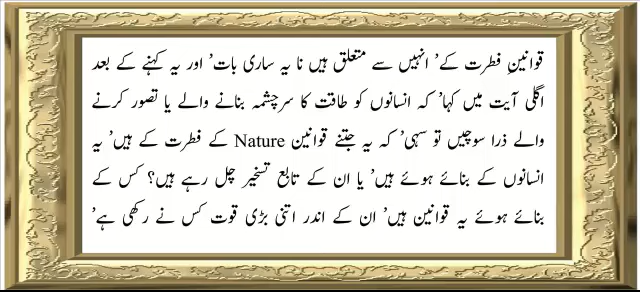 قوانینِ فطرت کے’ انہیں سے متعلق ہیں نا یہ ساری بات’ اور یہ کہنے کے بعد
اگلی آیت میں کہا’ کہ انسانوں کو طاقت کا سرچشمہ بنانے والے یا تصور کرنے
والے ذرا سوچیں تو سہی’ کہ یہ جتنے قوانین Nature کے فطرت کے ہیں’ یہ
انسانوں کے بنائے ہوئے ہیں’ یا ان کے تابع تسخیر چل رہے ہیں؟ کس کے
بنائے ہوئے یہ قوانین ہیں’ ان کے اندر اتنی بڑی قوت کس نے رکھی ہے’